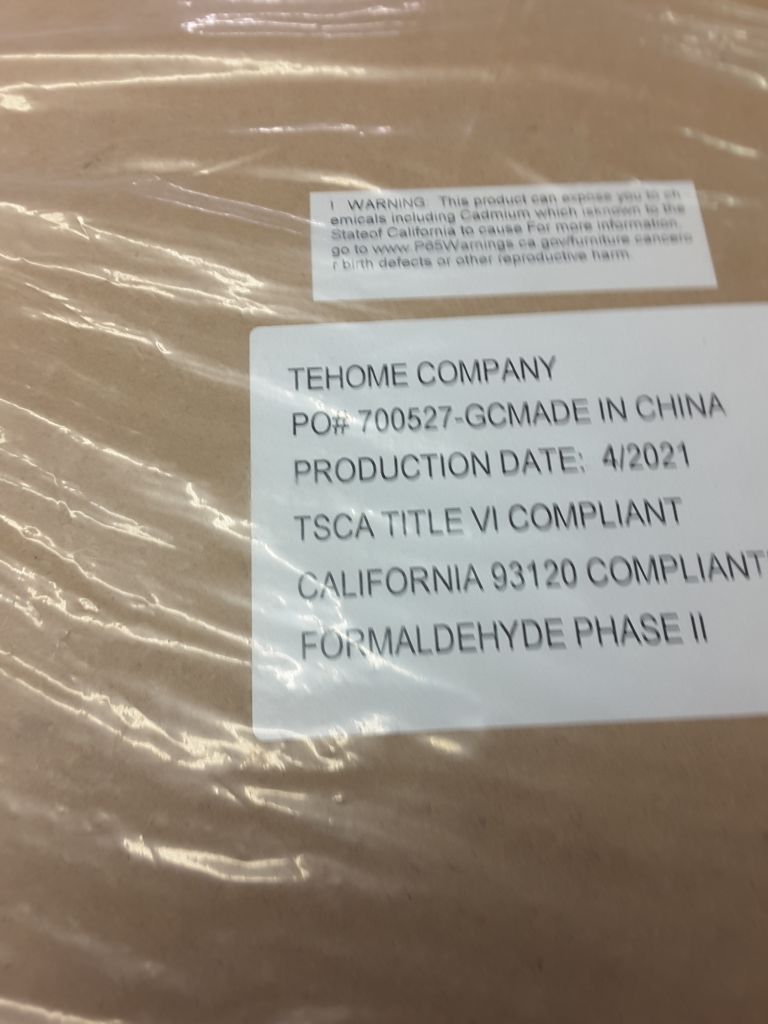 ! WARNING: This product can expose you to ch
emicals including Cadmium which isknown to the
Stateof California to cause For more information,
go to www.P65Warnings.ca.gov/furniture cancero
r birth defects or other reproductive harm
TEHOME COMPANY
PO# 700527-GCMADE IN CHINA
PRODUCTION DATE: 4/2021
TSCA TITLE VI COMPLIANT
CALIFORNIA 93120 COMPLIANT
FORMALDEHYDE PHASE II